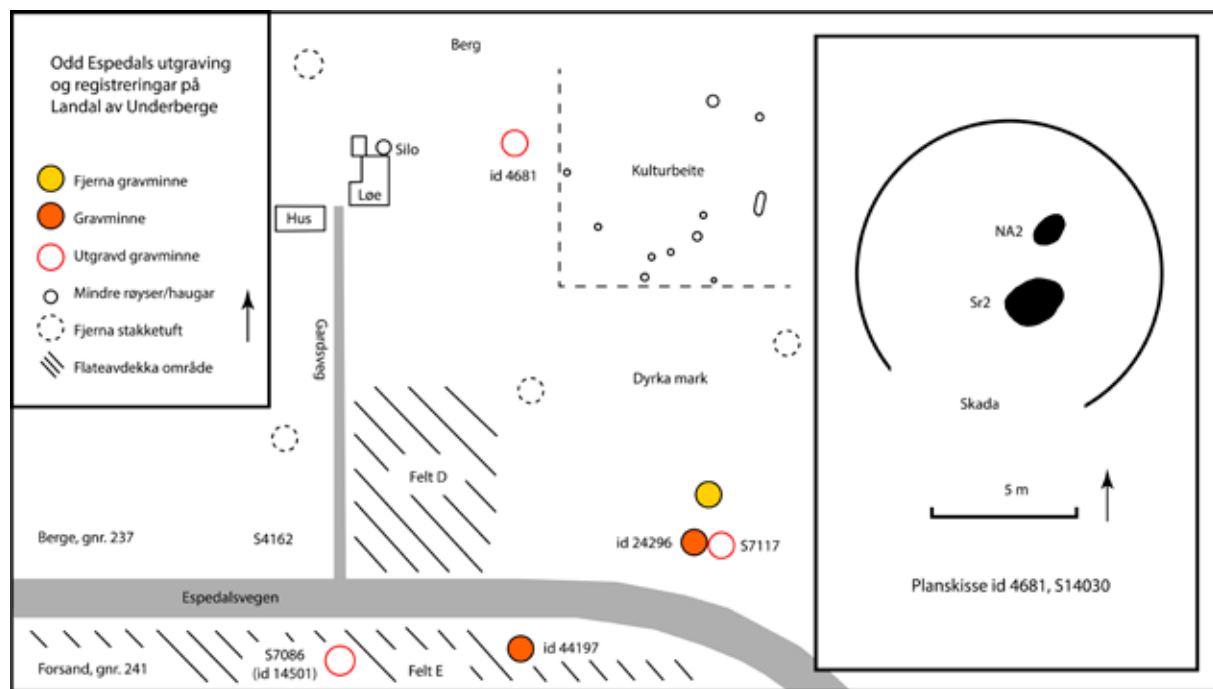 Odd Espedals utgraving
og registreringar på
Landal av Underberge
Fjerna gravminne
Gravminne
Utgravd gravminne
Mindre røyser/haugar
Fjerna stakketuft
Flateavdekka område
Berg
Silo
Løe
Hus
id 4681
Kulturbeite
Gardsveg
Dyrka mark
Felt D
Berge, gnr. 237
S4162
id 24296
S7117
Espedalsvegen
Forsand, gnr. 241
S7086
(id 14501)
Felt E
id 44197
NA2
Sr2
Skada
5 m
Planskisse id 4681, S14030